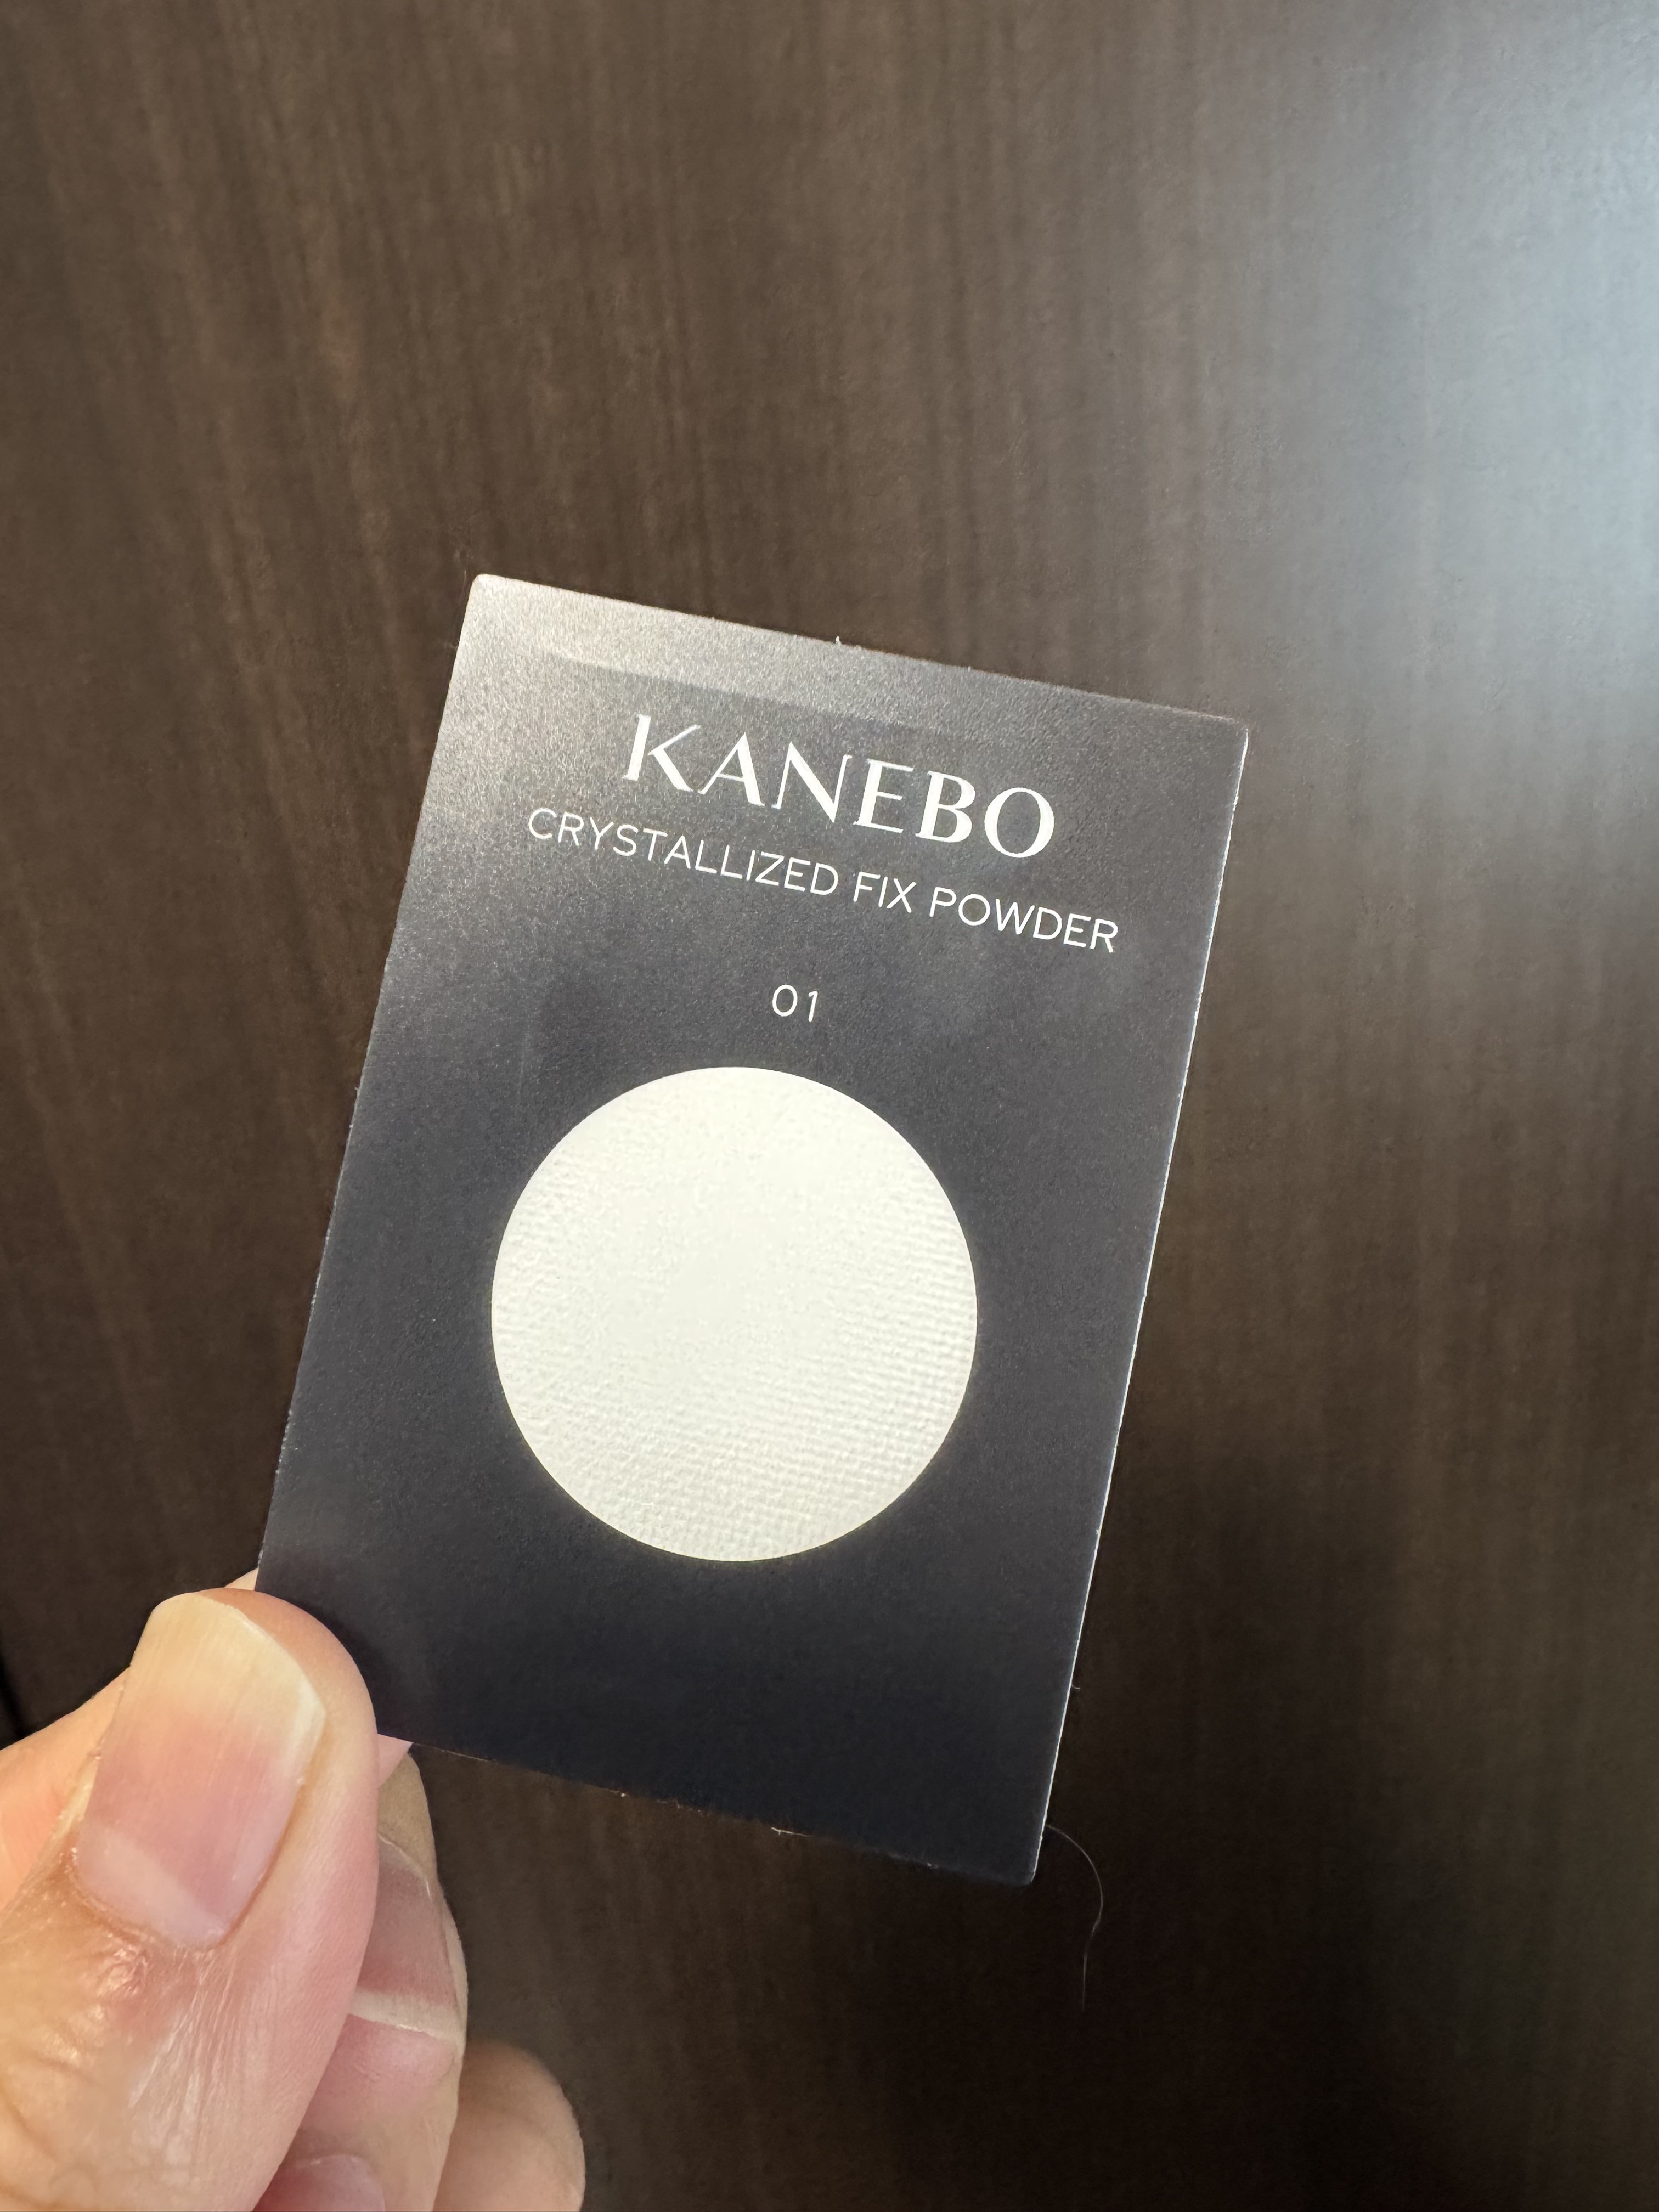 KANEBO
CRYSTALLIZED FIX POWDER
01